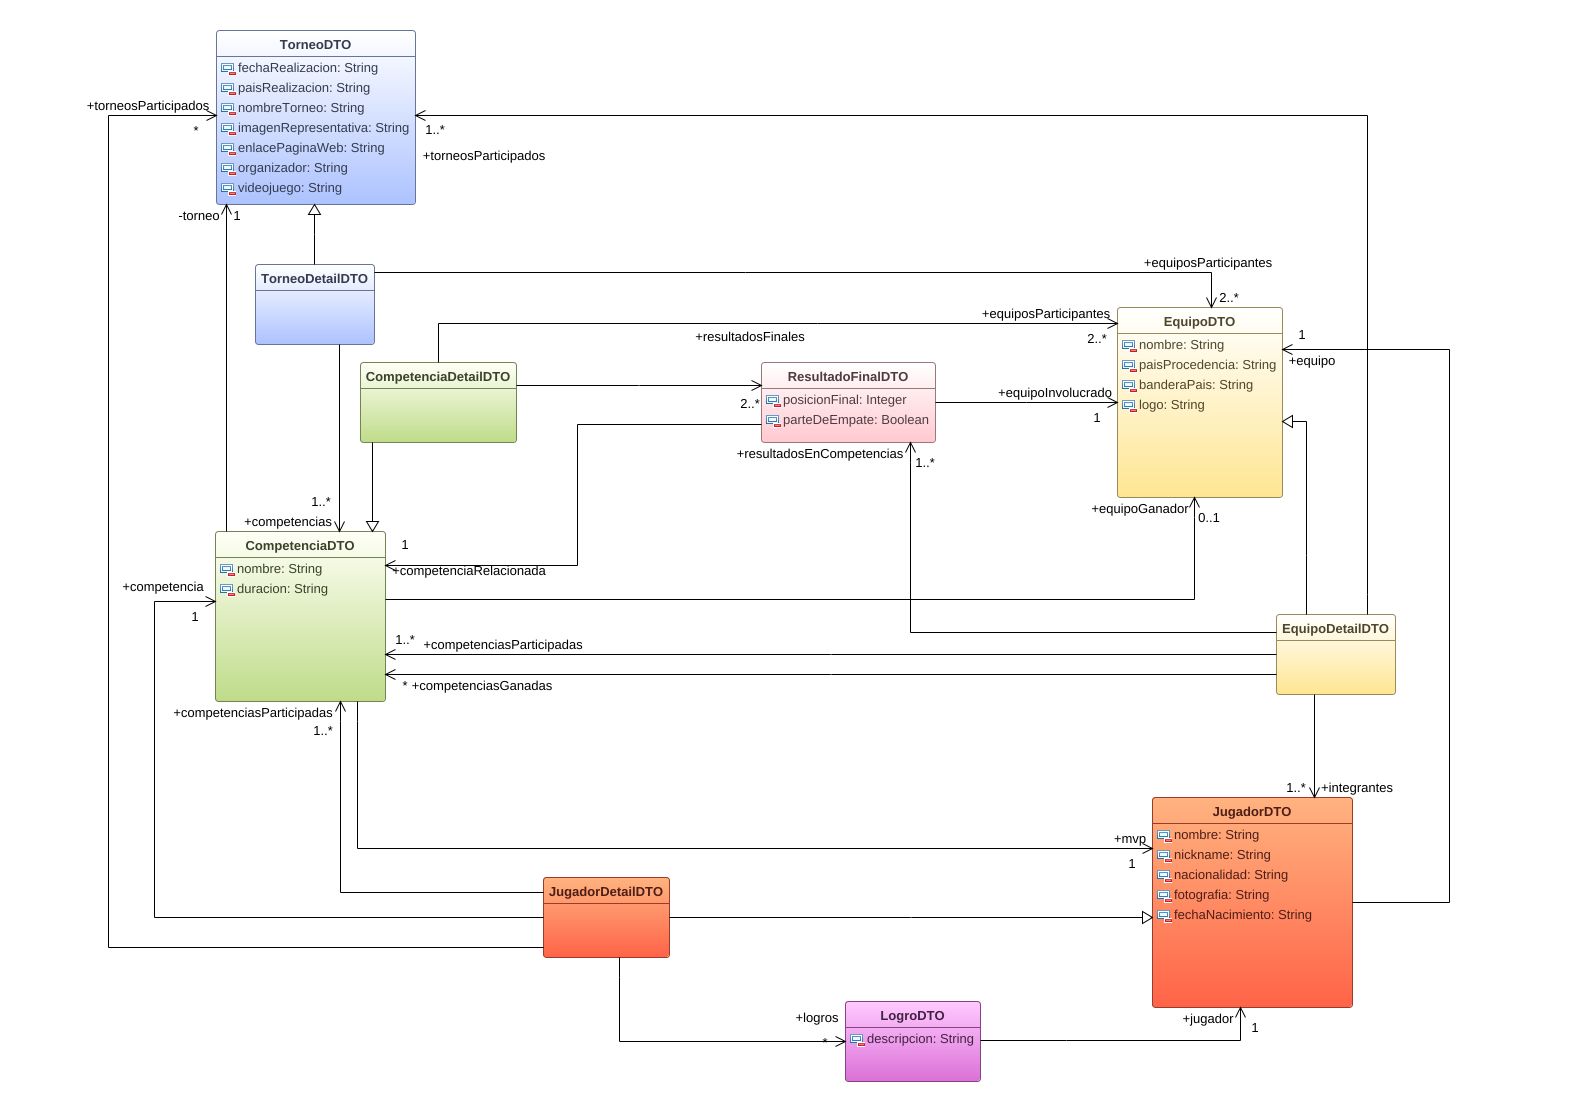 TorneoDTO
fechaRealizacion: String
paisRealizacion: String
nombreTorneo: String
imagenRepresentativa: String
enlacePaginaWeb: String
organizador: String
videojuego: String
+torneosParticipados
*
1..*
+torneosParticipados
-torneo
1
TorneoDetailDTO
+equiposParticipantes
2..*
+equiposParticipantes
2..*
+resultadosFinales
EquipoDTO
nombre: String
paisProcedencia: String
banderaPais: String
logo: String
1
+equipo
CompetenciaDetailDTO
2..*
ResultadoFinalDTO
posicionFinal: Integer
parteDeEmpate: Boolean
+equipoInvolucrado
1
+resultadosEnCompetencias
1..*
+equipoGanador
0..1
1..*
+competencias
CompetenciaDTO
nombre: String
duracion: String
1
+competenciaRelacionada
+competencia
1
1..*
+competenciasParticipadas
*
+competenciasGanadas
EquipoDetailDTO
+competenciasParticipadas
1..*
1..*
+integrantes
JugadorDTO
nombre: String
nickname: String
nacionalidad: String
fotografia: String
fechaNacimiento: String
+mvp
1
JugadorDetailDTO
+logros
*
LogroDTO
descripcion: String
+jugador
1